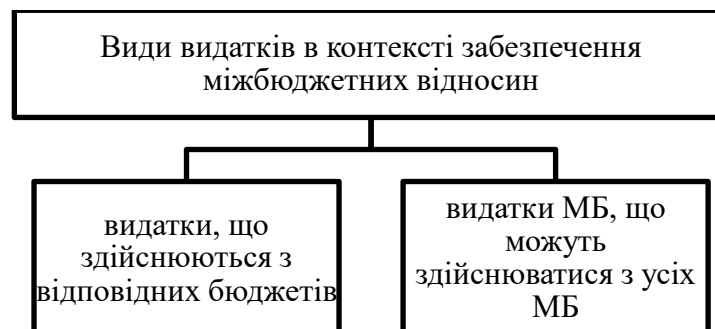 Види видатків в контексті забезпечення
міжбюджетних відносин
видатки, що
здійснюються з
відповідних бюджетів
видатки МБ, що
можуть
здійснюватися з усіх
МБ